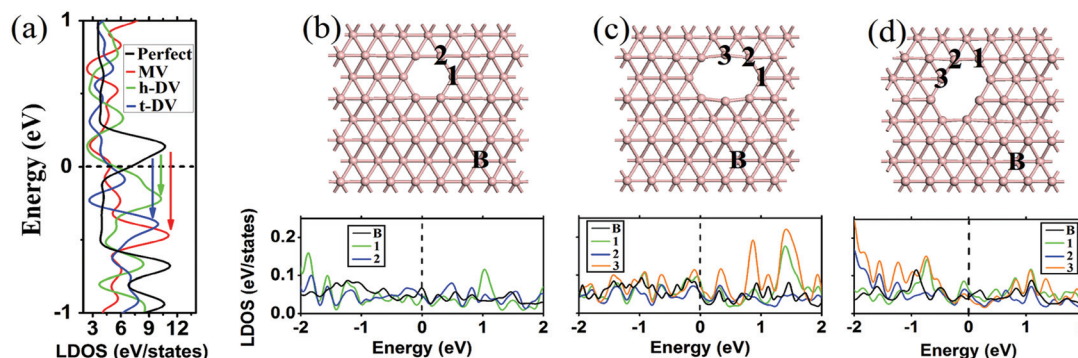 (a)
1
0
-1
Energy (eV)
Perfect
MV
h-DV
t-DV
3 6 9 12
LDOS (eV/states)
(b)
2
1
B
(c)
3 2
1
B
(d)
2 1
3
B
LDOS (eV/states)
0.2
0.1
0.0
B
1
2
-2 -1 0 1 2
Energy (eV)
B
1
2
3
-2 -1 0 1 2
Energy (eV)
B
1
2
3
-2 -1 0 1 2
Energy (eV)